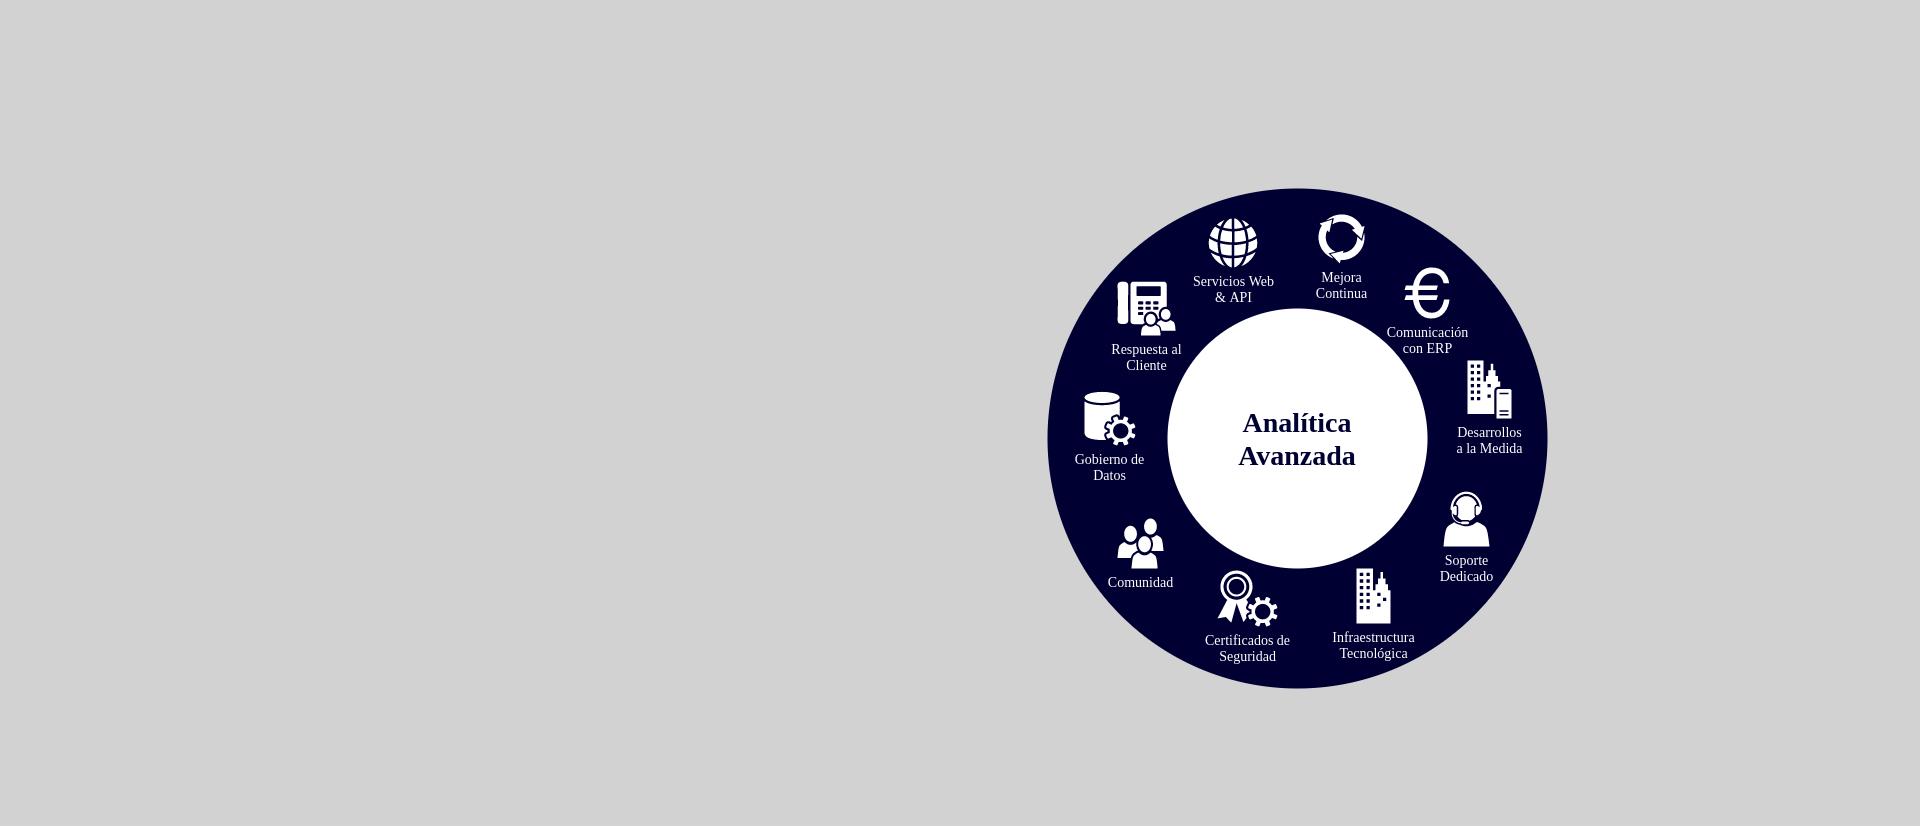 Servicios Web
& API
Mejora
Continua
Comunicación
con ERP
Desarrollos
a la Medida
Soporte
Dedicado
Infraestructura
Tecnológica
Certificados de
Seguridad
Comunidad
Gobierno de
Datos
Respuesta al
Cliente
Analítica
Avanzada